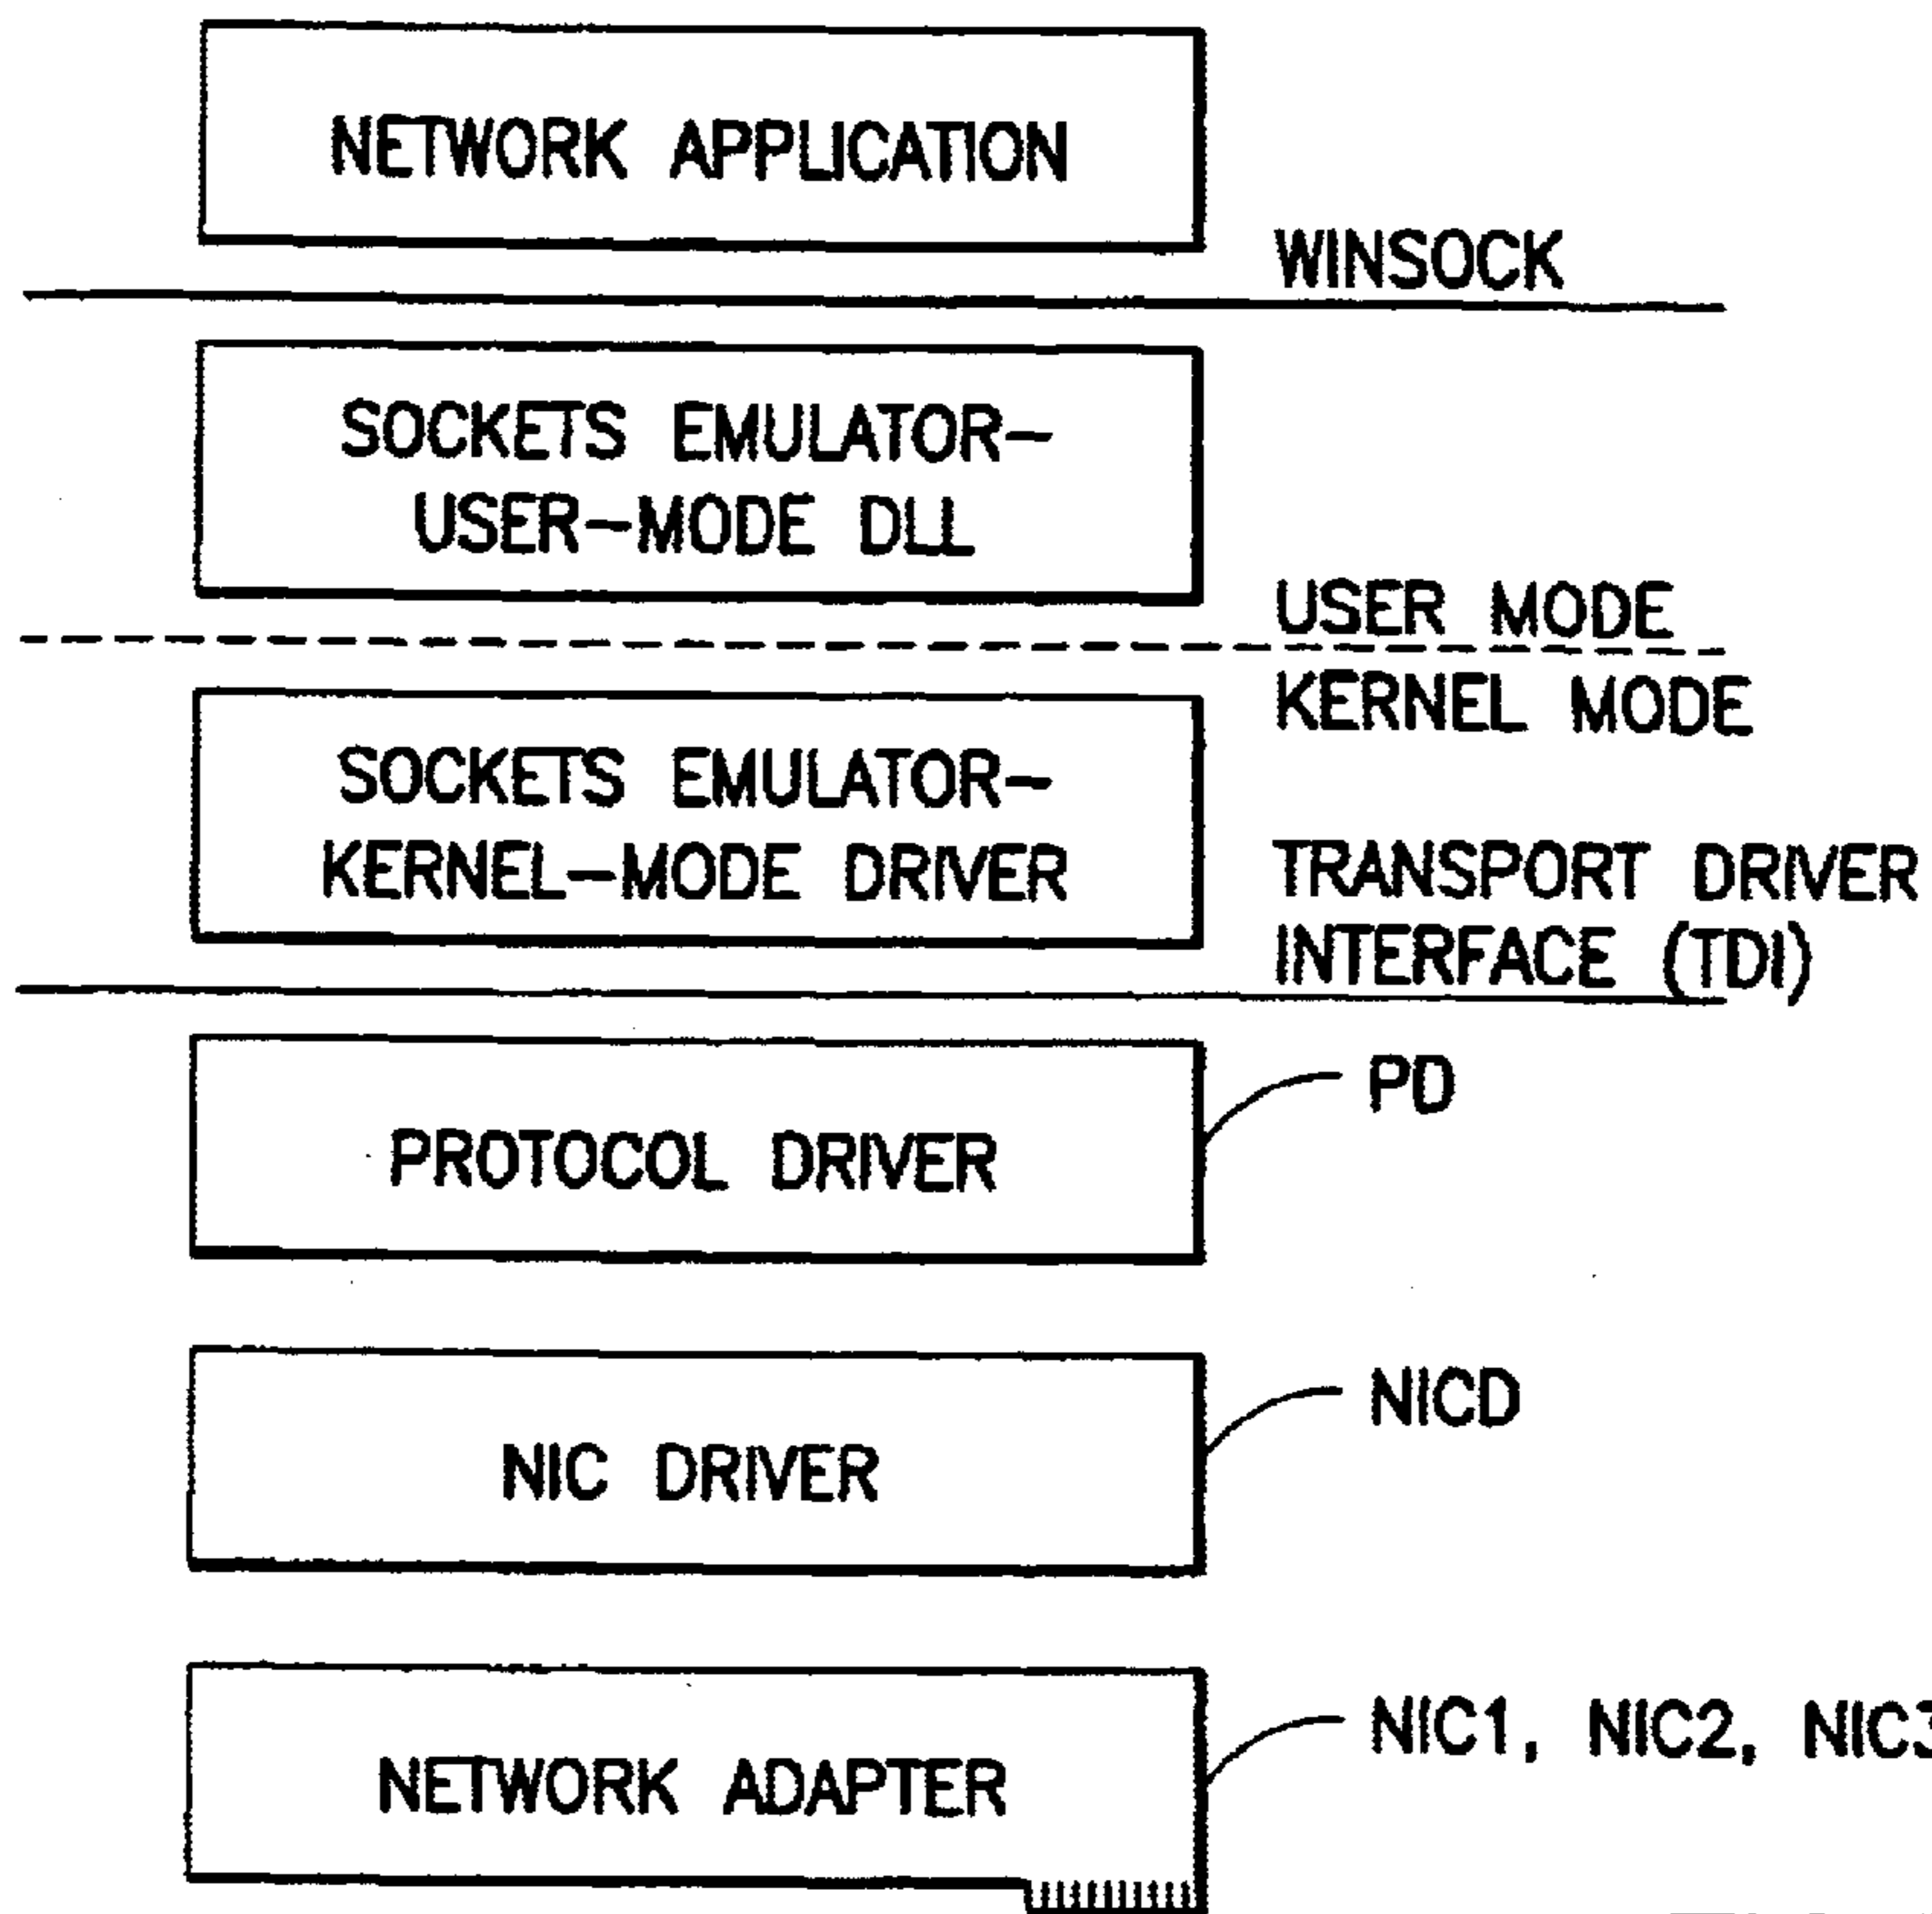 NETWORK APPLICATION
WINSOCK
SOCKETS EMULATOR-
USER-MODE DLL
USER MODE
KERNEL MODE
SOCKETS EMULATOR-
KERNEL-MODE DRIVER
TRANSPORT DRIVER
INTERFACE (TDI)
PROTOCOL DRIVER
PD
NIC DRIVER
NICD
NETWORK ADAPTER
NIC1, NIC2, NIC3